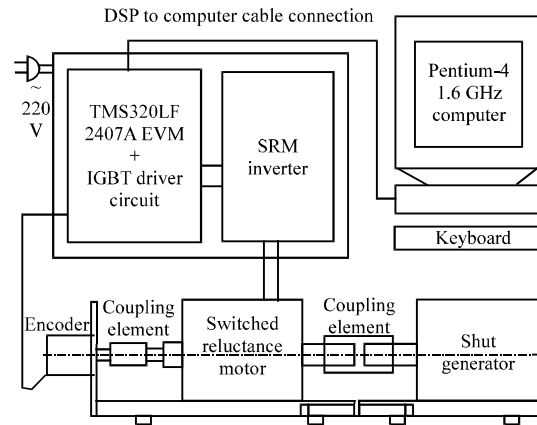 DSP to computer cable connection
~
220
V
TMS320LF
2407A EVM
+
IGBT driver
circuit
SRM
inverter
Pentium-4
1.6 GHz
computer
Keyboard
Encoder
Coupling
element
Switched
reluctance
motor
Coupling
element
Shut
generator